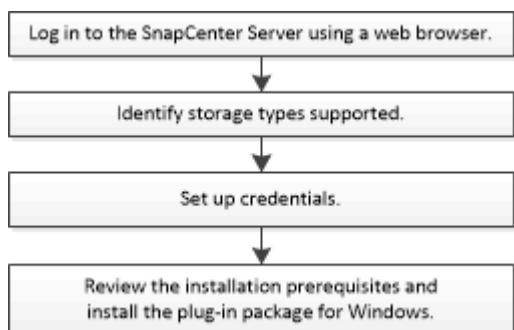 Log in to the SnapCenter Server using a web browser.
Identify storage types supported.
Set up credentials.
Review the installation prerequisites and
install the plug-in package for Windows.